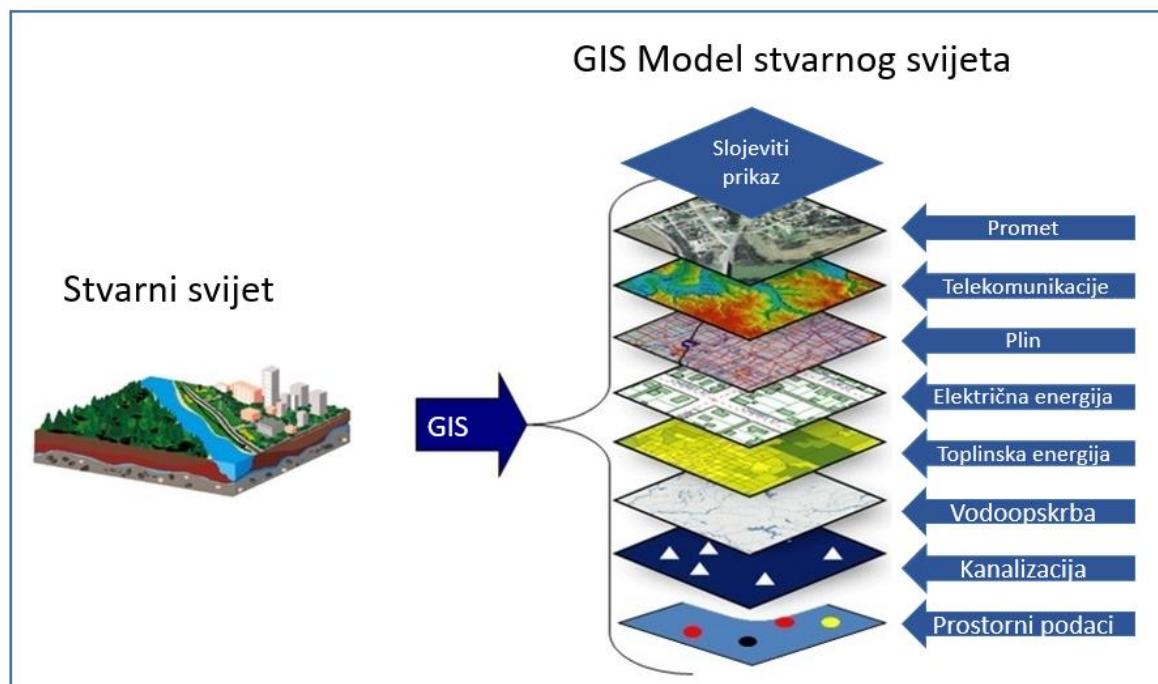 GIS Model stvarnog svijeta
Slojeviti
prikaz
Promet
Telekomunikacije
Stvarni svijet
Plin
Električna energija
GIS
Toplinska energija
Vodoopskrba
Kanalizacija
Prostorni podaci